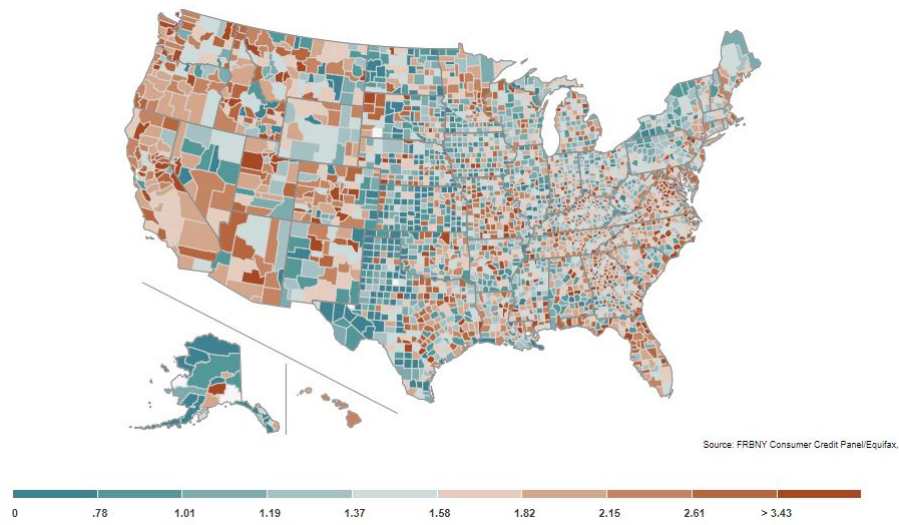 Source: FRBNY Consumer Credit Panel/Equifax,
0 .78 1.01 1.19 1.37 1.58 1.82 2.15 2.61 > 3.43